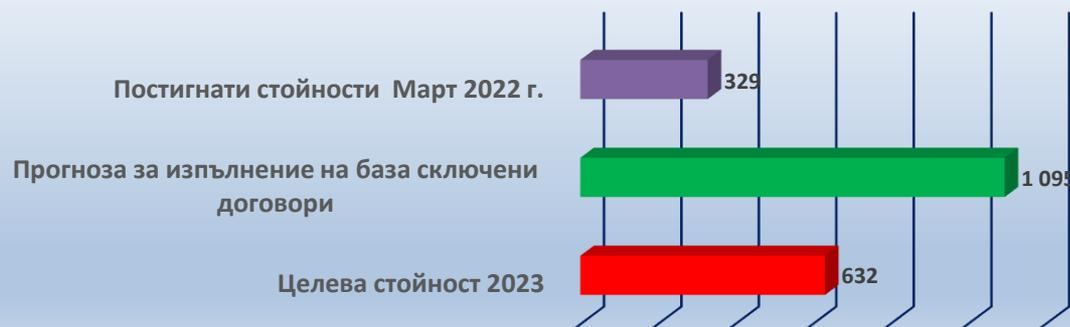 Постигнати стойности Март 2022 г.
329
Прогноза за изпълнение на база сключени
договори
1 095
Целева стойност 2023
632